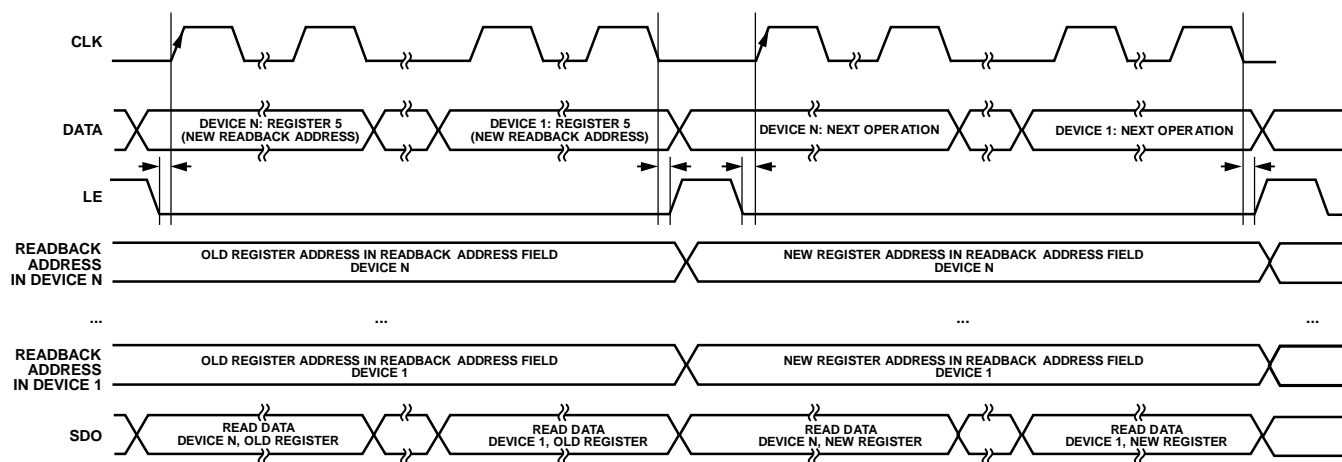 CLK
DATA
DEVICE N: REGISTER 5
(NEW READBACK ADDRESS)
DEVICE 1: REGISTER 5
(NEW READBACK ADDRESS)
DEVICE N: NEXT OPERATION
DEVICE 1: NEXT OPERATION
LE
READBACK
ADDRESS
IN DEVICE N
OLD REGISTER ADDRESS IN READBACK ADDRESS FIELD
DEVICE N
NEW REGISTER ADDRESS IN READBACK ADDRESS FIELD
DEVICE N
...
...
...
...
READBACK
ADDRESS
IN DEVICE 1
OLD REGISTER ADDRESS IN READBACK ADDRESS FIELD
DEVICE 1
NEW REGISTER ADDRESS IN READBACK ADDRESS FIELD
DEVICE 1
SDO
READ DATA
DEVICE N, OLD REGISTER
READ DATA
DEVICE 1, OLD REGISTER
READ DATA
DEVICE N, NEW REGISTER
READ DATA
DEVICE 1, NEW REGISTER